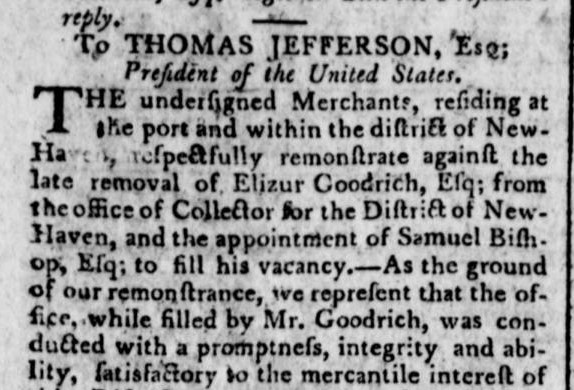 reply.
To THOMAS JEFFERSON, Esq;
Preſident of the United States.
THE underſigned Merchants, reſiding at
the port and within the diſtrict of New-
Haven, reſpectfully remonſtrate againſt the
late removal of Elizur Goodrich, Eſq; from
the office of Collector for the Diſtrict of New-
Haven, and the appointment of Samuel Biſh-
op, Eſq; to fill his vacancy.—As the ground
of our remonſtrance, we repreſent that the of-
fice, while filled by Mr. Goodrich, was con-
ducted with a promptneſs, integrity and abi-
lity, ſatisfactory to the mercantile intereſt of